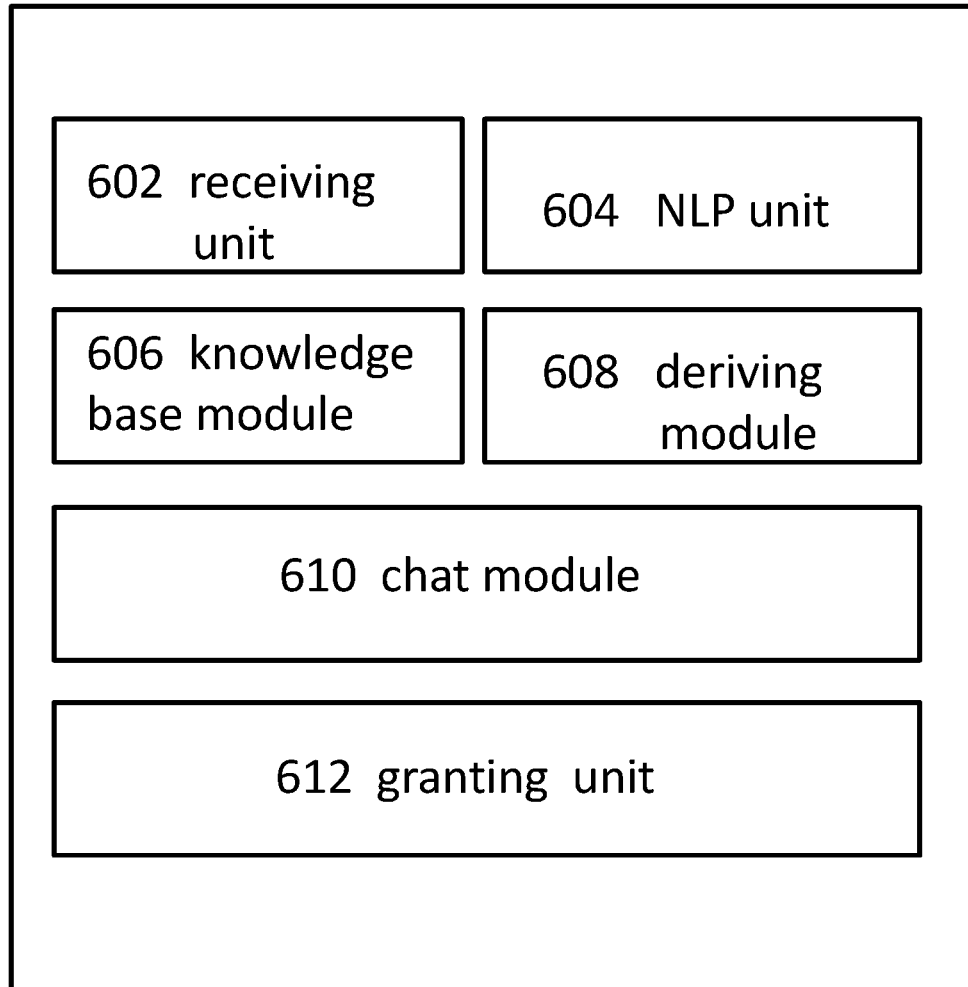 602 receiving
unit
604 NLP unit
606 knowledge
base module
608 deriving
module
610 chat module
612 granting unit